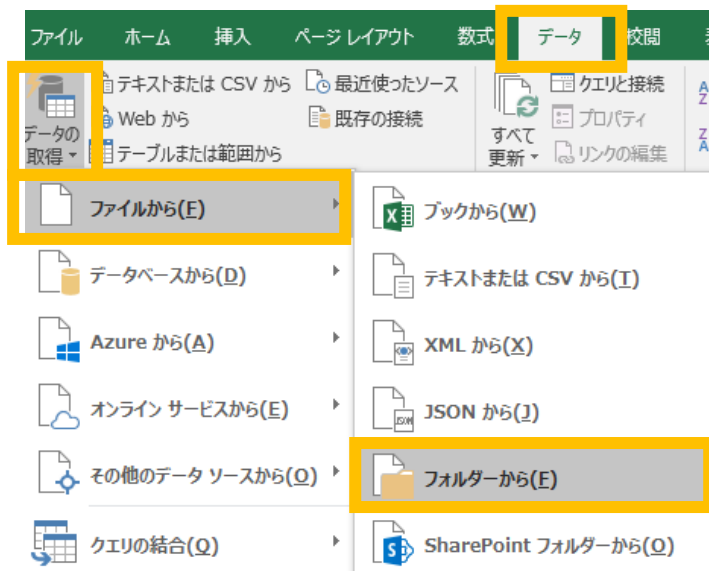 ファイル ホーム 挿入 ページ レイアウト 数式 データ 校閲
テキストまたは CSV から 最近使ったソース クエリと接続
Web から 既存の接続 プロパティ
データの
取得 テーブルまたは範囲から すべて
更新 リンクの編集
ファイルから(F)
データベースから(D)
Azure から(A)
オンライン サービスから(E)
その他のデータ ソースから(O)
クエリの結合(Q)
ブックから(W)
テキストまたは CSV から(T)
XML から(X)
JSON から(J)
フォルダーから(F)
SharePoint フォルダーから(O)